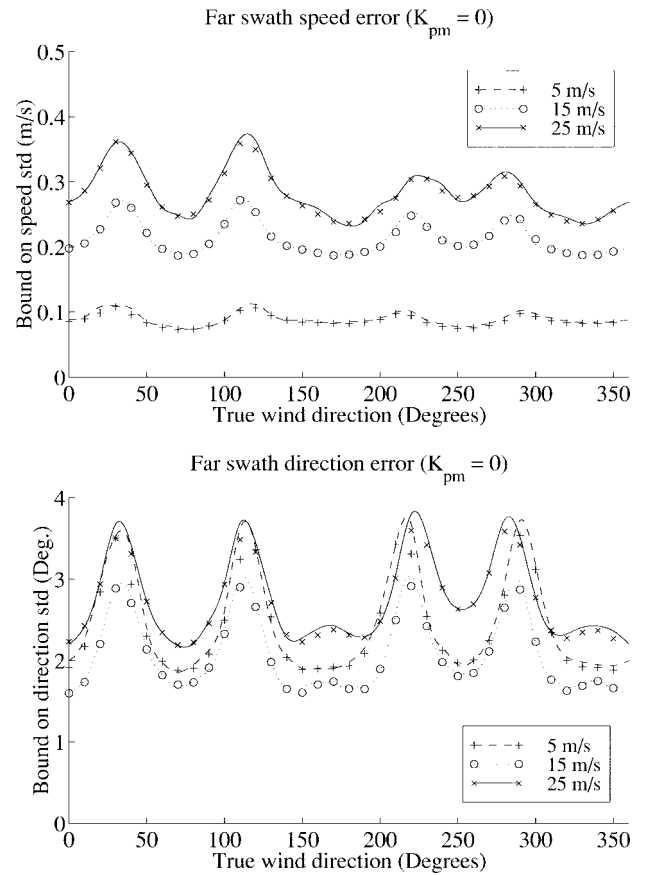 Far swath speed error (K_pm = 0)
0.5
0.4
0.3
0.2
0.1
0
Bound on speed std (m/s)
5 m/s
15 m/s
25 m/s
0 50 100 150 200 250 300 350
True wind direction (Degrees)
Far swath direction error (K_pm = 0)
4
3
2
1
0
Bound on direction std (Deg.)
5 m/s
15 m/s
25 m/s
0 50 100 150 200 250 300 350
True wind direction (Degrees)